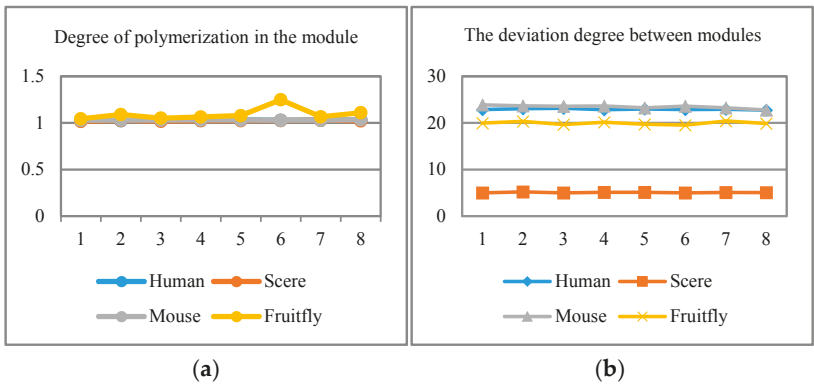 Degree of polymerization in the module
1.5
1
0.5
0
1 2 3 4 5 6 7 8
Human Scere
Mouse Fruitfly
(a)
The deviation degree between modules
30
20
10
0
1 2 3 4 5 6 7 8
Human Scere
Mouse Fruitfly
(b)